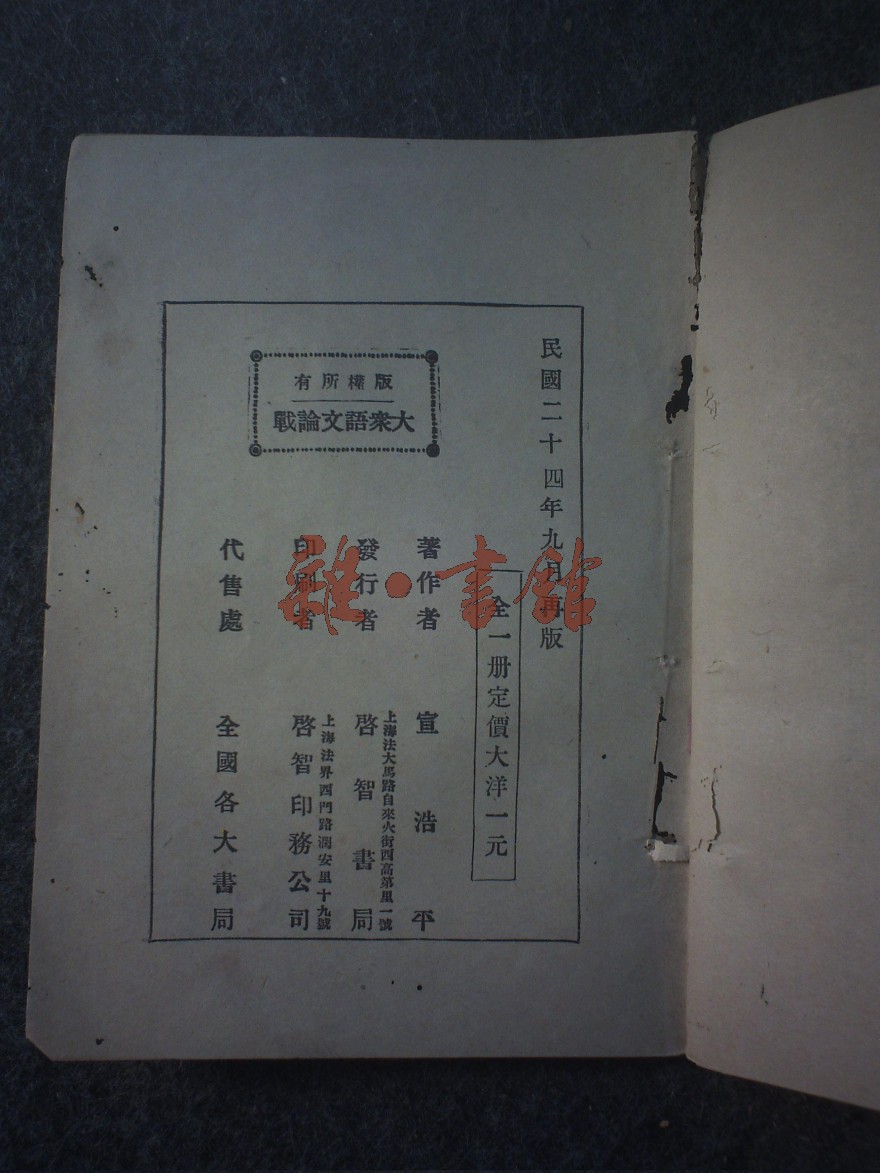 民國二十四年九月再版
全一册定價大洋一元
版權所有
大衆語文論戰
著作者 宣浩平
上海法大馬路自來火街西高第里一號
發行者 啓智書局
上海法界西門路潤安里十九號
印刷者 啓智印務公司
代售處 全國各大書局
雜·書館